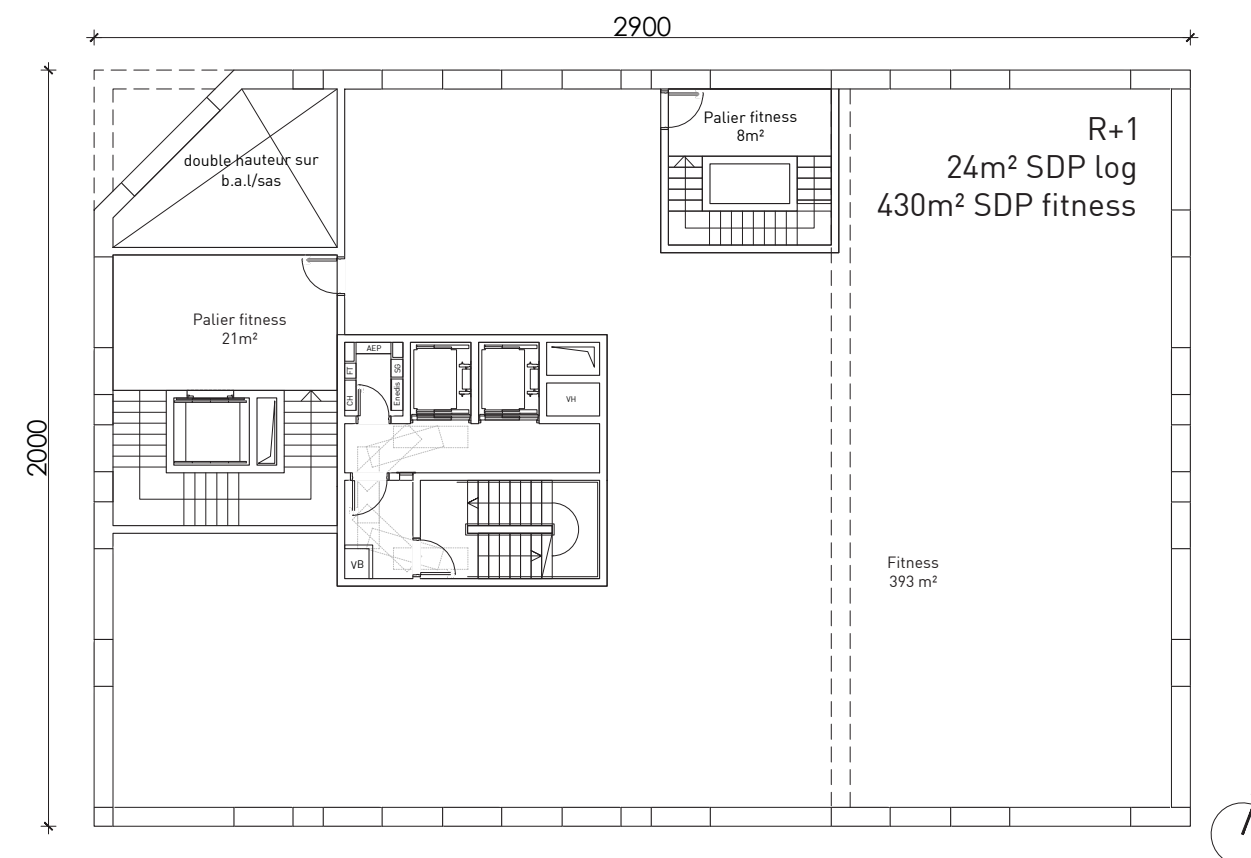 2900
2000
R+1
24m² SDP log
430m² SDP fitness
Palier fitness
8m²
double hauteur sur
b.a.l/sas
Palier fitness
21m²
AEP
FT
SG
CH
Enedis
VH
VB
Fitness
393 m²